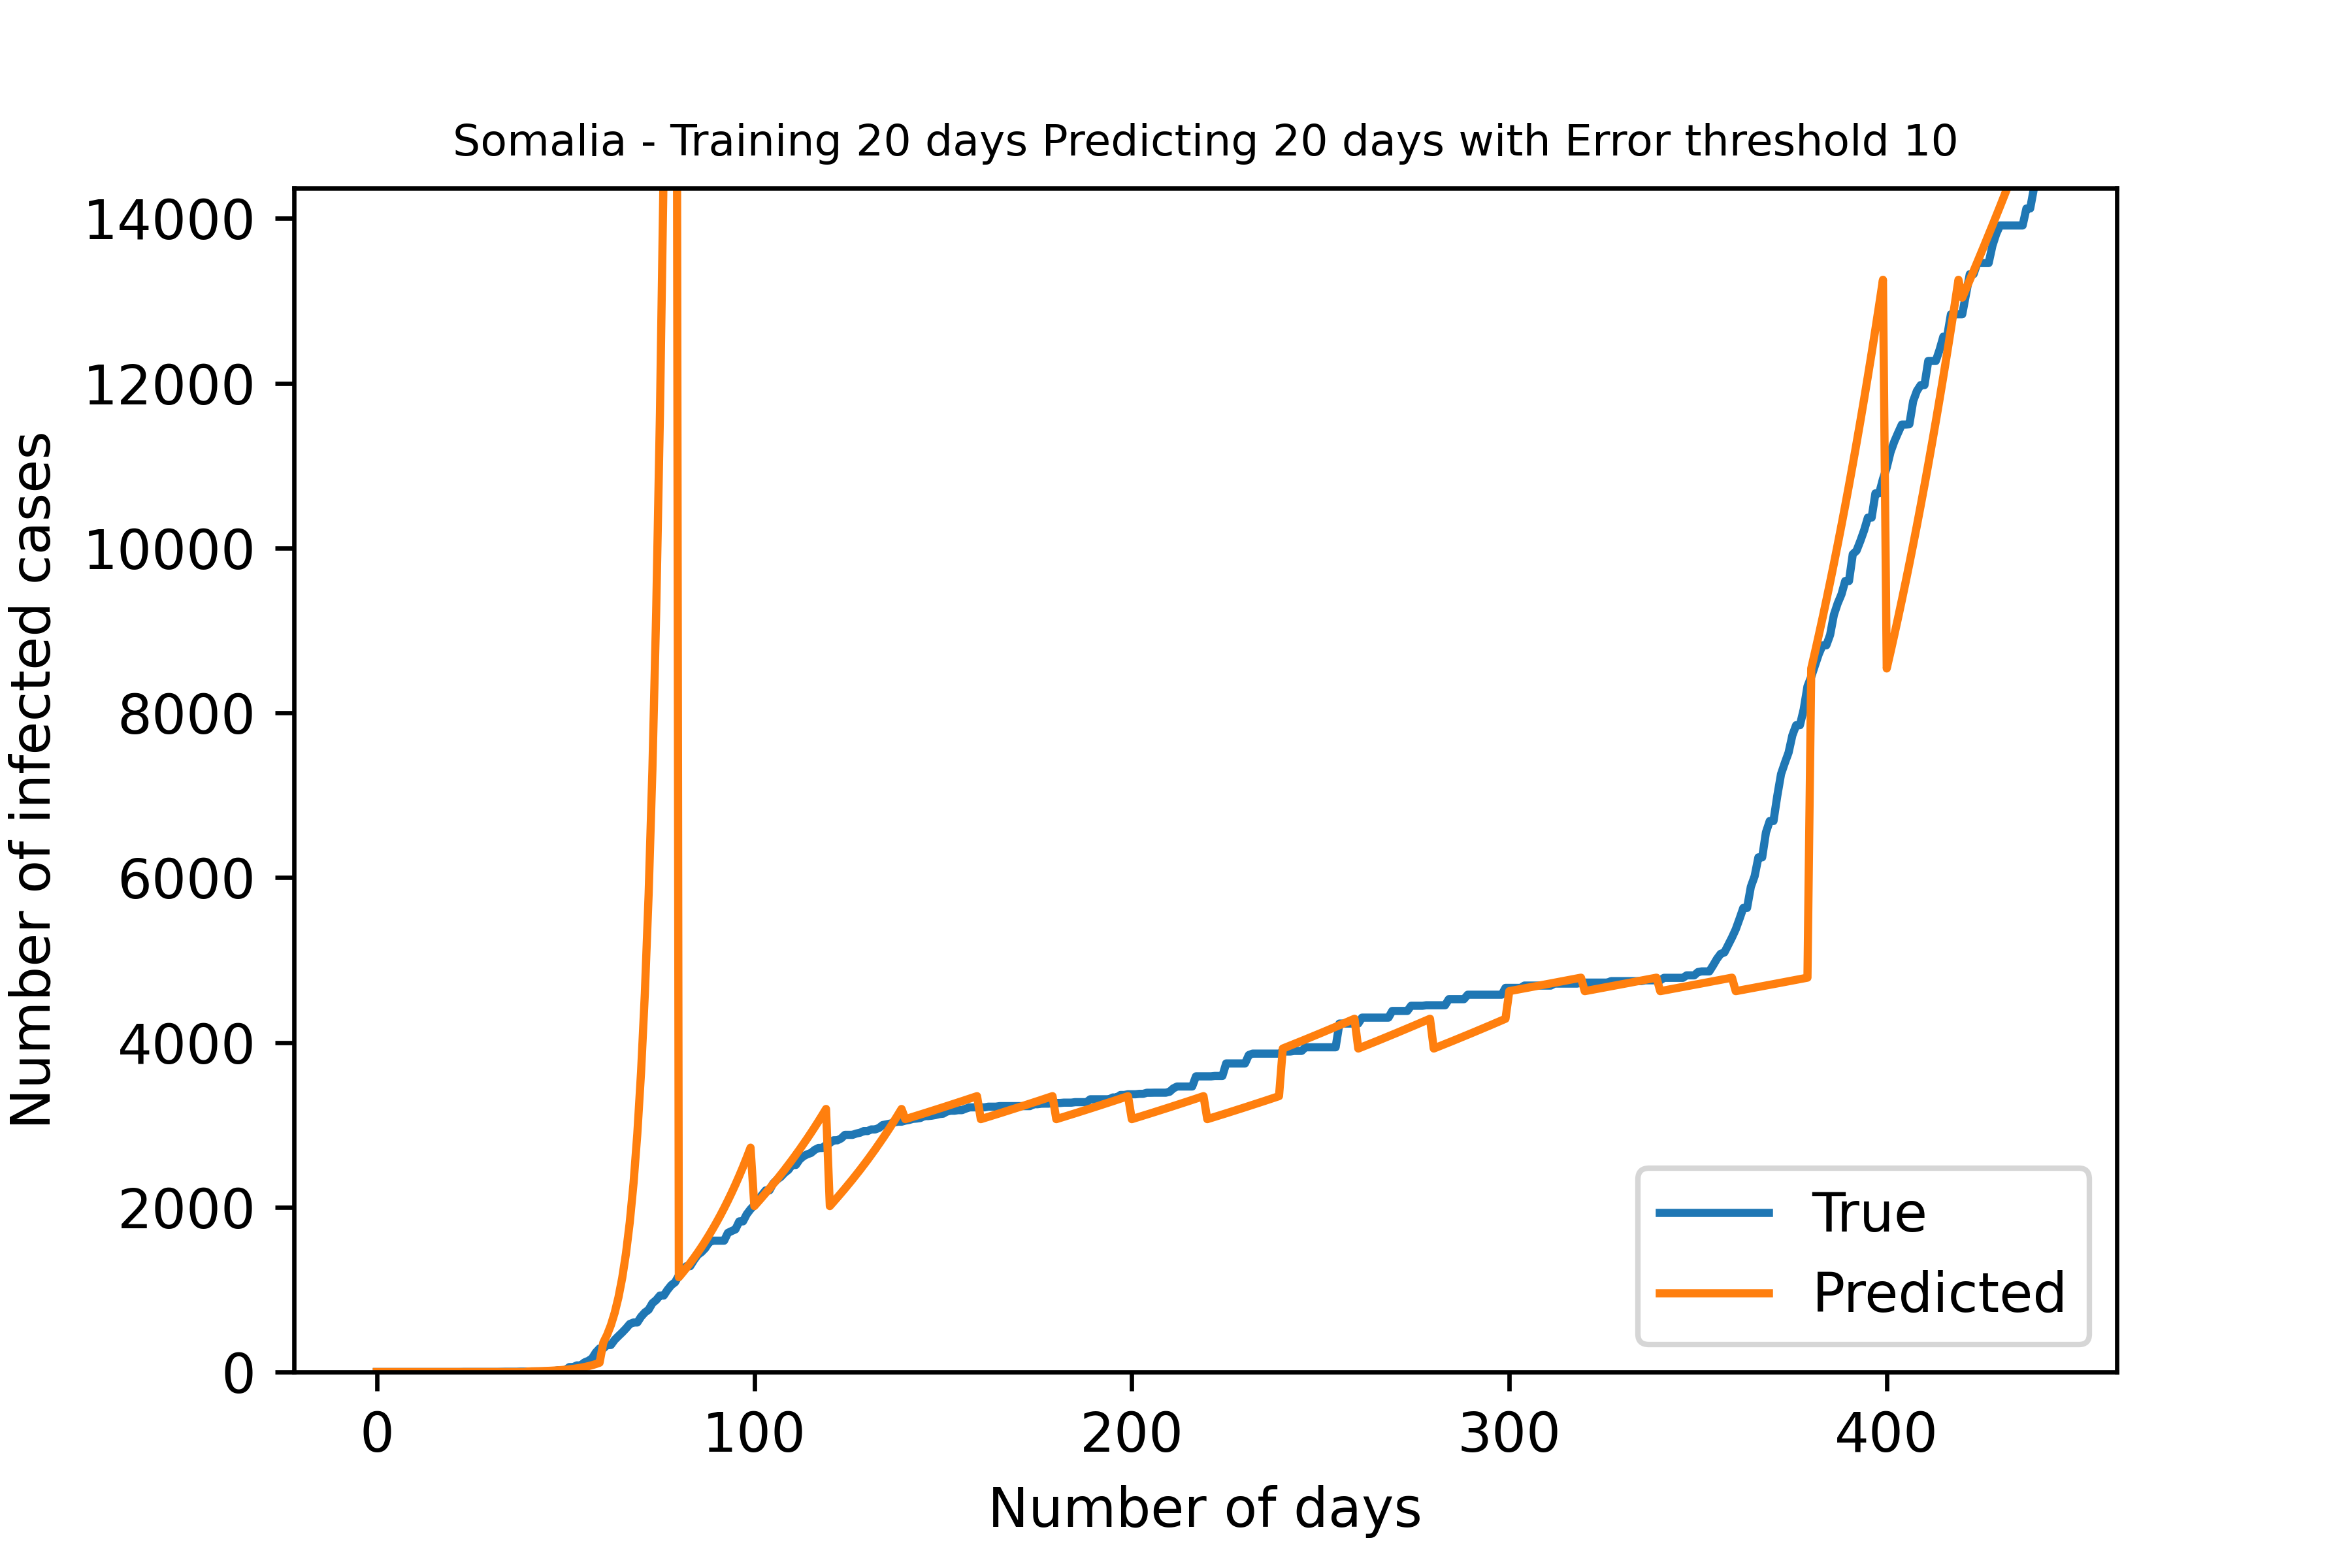 Somalia - Training 20 days Predicting 20 days with Error threshold 10
14000
12000
10000
8000
6000
4000
2000
0
Number of infected cases
True
Predicted
0 100 200 300 400
Number of days